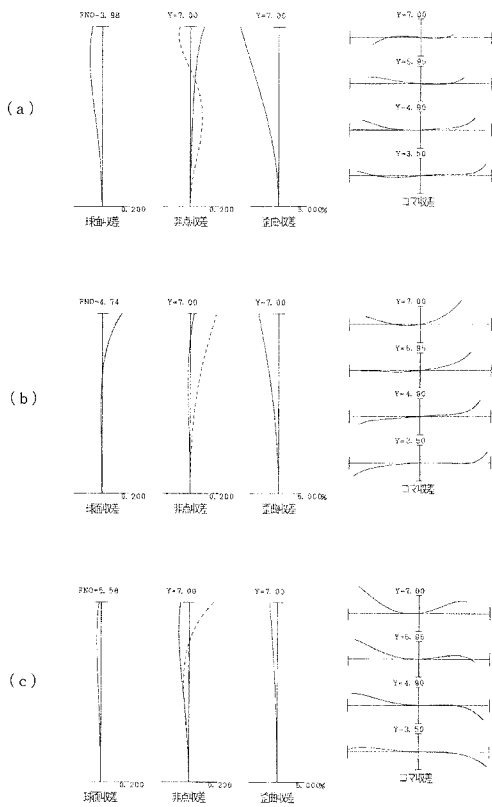 (a)
FNO=3.98
Y=7.00
Y=7.00
0.200
0.200
5.000%
球面収差
非点収差
歪曲収差
Y=7.00
Y=5.95
Y=4.90
Y=3.50
コマ収差
(b)
FNO=4.74
Y=7.00
Y=7.00
0.200
0.200
5.000%
球面収差
非点収差
歪曲収差
Y=7.00
Y=5.95
Y=4.90
Y=3.50
コマ収差
(c)
FNO=5.58
Y=7.00
Y=7.00
0.200
0.200
5.000%
球面収差
非点収差
歪曲収差
Y=7.00
Y=5.95
Y=4.90
Y=3.50
コマ収差